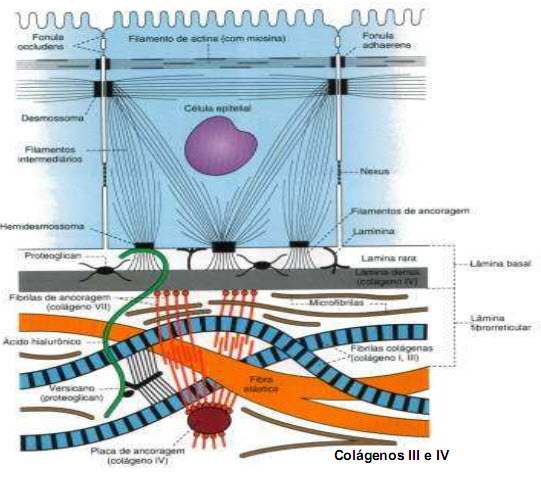 Fonula
occludens
Filamento de actina (com miosina)
Fonula
adhaerens
Desmossoma
Célula epitelial
Filamentos
intermediários
Nexus
Filamentos de ancoragem
Hemidesmossoma
Laminina
Proteoglican
Lamina rara
Lâmina basal
Lâmina densa
(colágeno IV)
Fibrilas de ancoragem
(colágeno VII)
Microfibrilas
Lâmina
fibrorreticular
Ácido hialurônico
Fibrilas colágenas
(colágeno I, III)
Fibra
elástica
Versicano
(proteoglican)
Placa de ancoragem
(colágeno IV)
Colágenos III e IV